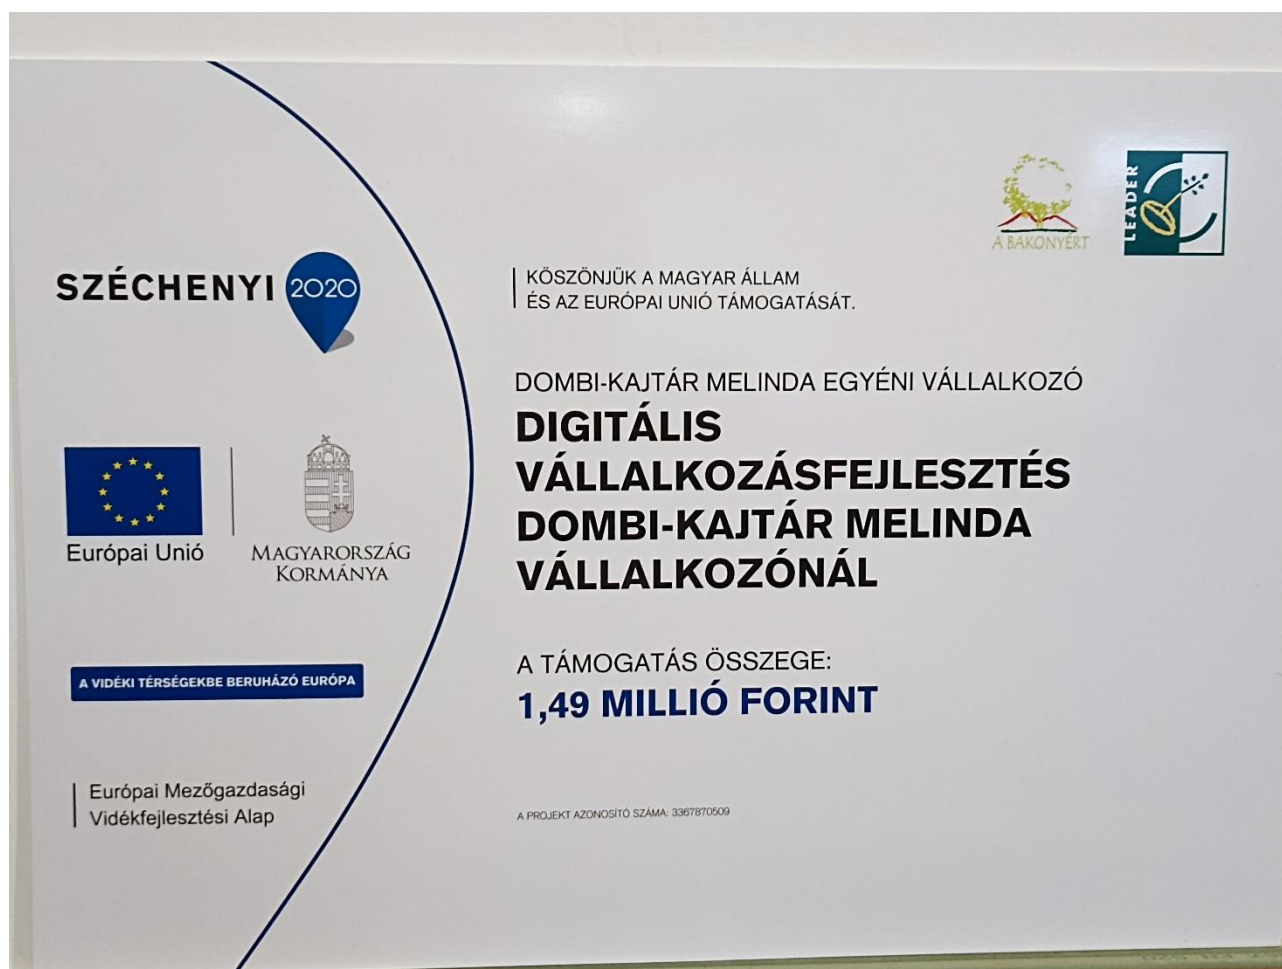 A BAKONYÉRT
LEADER
SZÉCHENYI 2020
Európai Unió
MAGYARORSZÁG
KORMÁNYA
A VIDÉKI TÉRSÉGEKBE BERUHÁZÓ EURÓPA
Európai Mezőgazdasági
Vidékfejlesztési Alap
KÖSZÖNJÜK A MAGYAR ÁLLAM
ÉS AZ EURÓPAI UNIÓ TÁMOGATÁSÁT.
DOMBI-KAJTÁR MELINDA EGYÉNI VÁLLALKOZÓ
DIGITÁLIS
VÁLLALKOZÁSFEJLESZTÉS
DOMBI-KAJTÁR MELINDA
VÁLLALKOZÓNÁL
A TÁMOGATÁS ÖSSZEGE:
1,49 MILLIÓ FORINT
A PROJEKT AZONOSÍTÓ SZÁMA: 3367870509